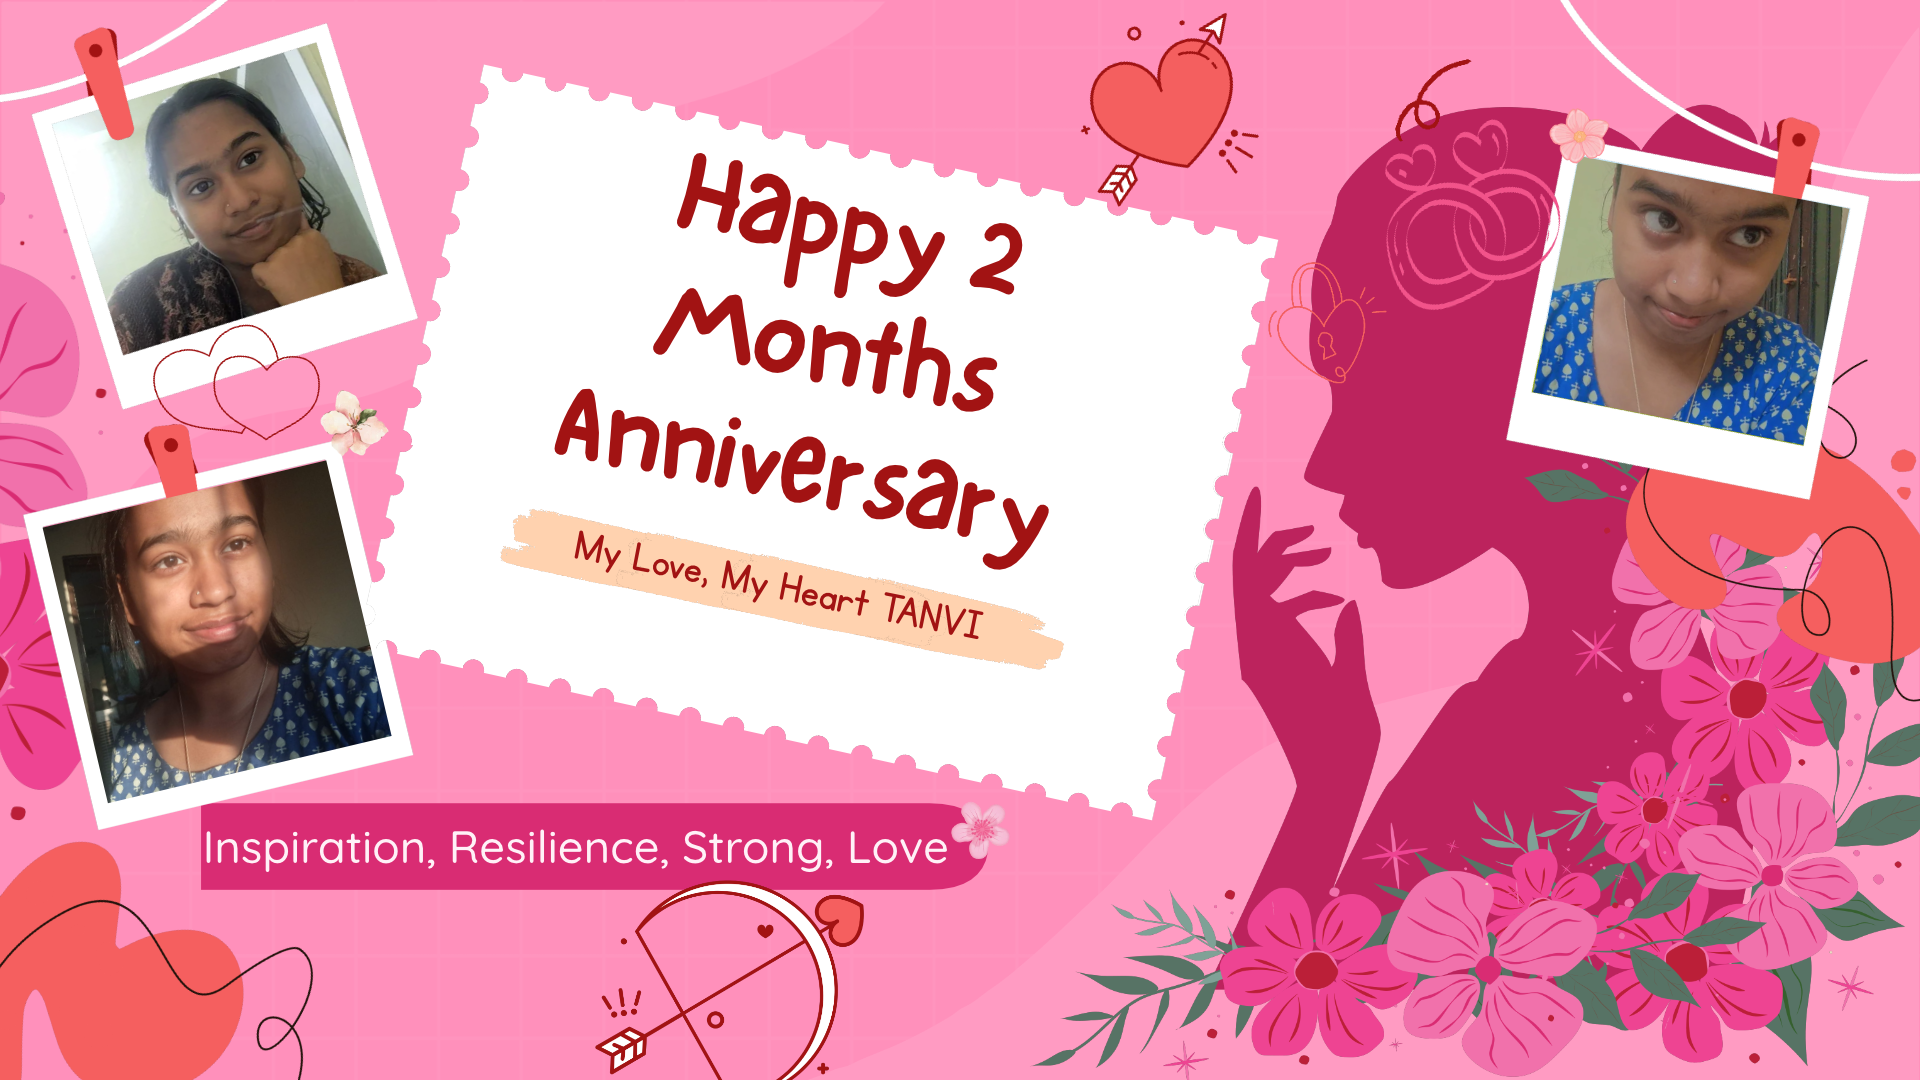 Happy 2
Months
Anniversary
My Love, My Heart TANVI
Inspiration, Resilience, Strong, Love